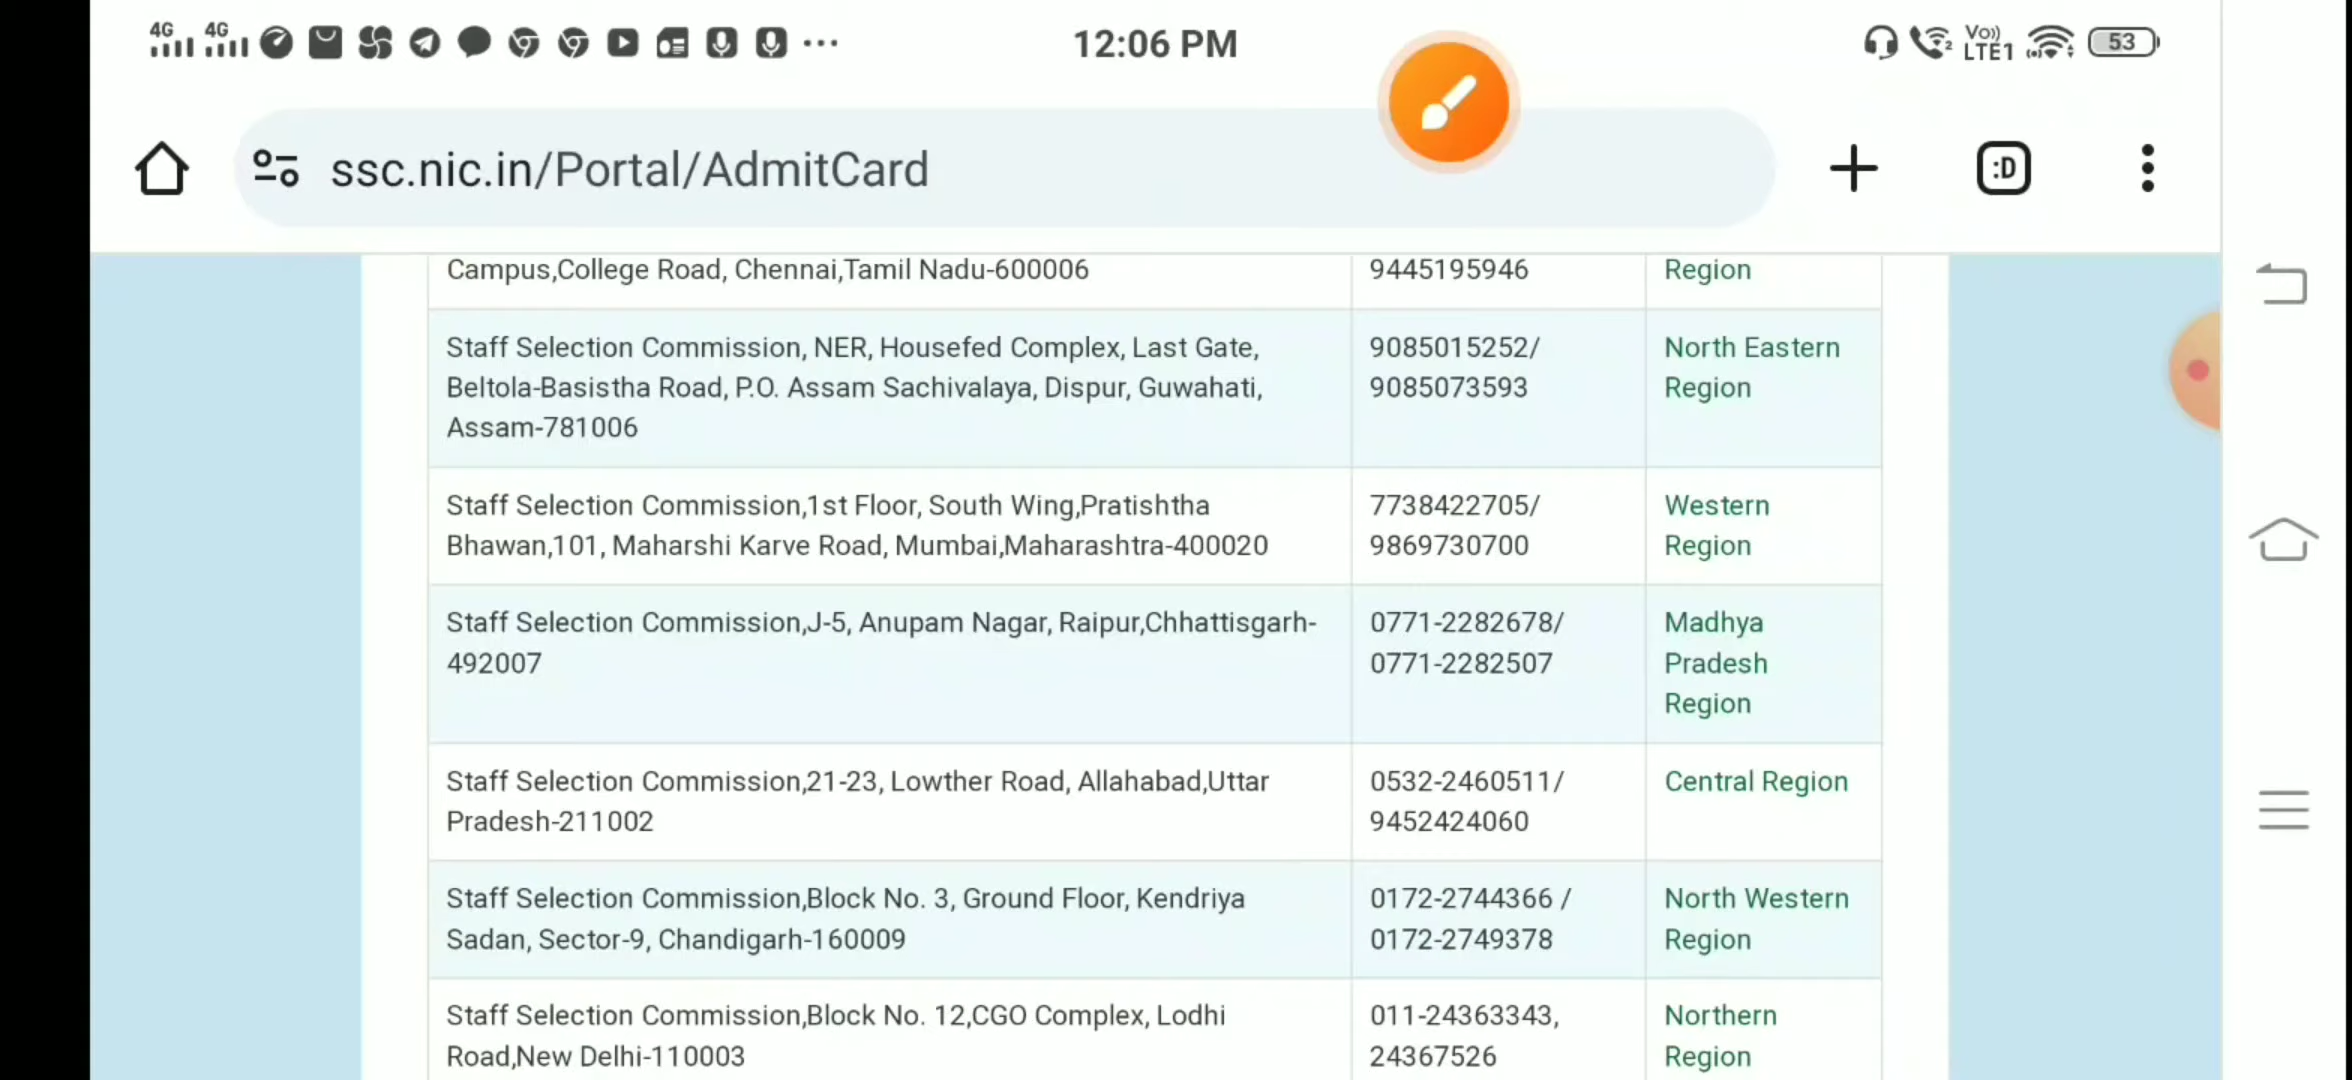 4G 4G 12:06 PM Vo)) LTE1 2 53
ssc.nic.in/Portal/AdmitCard :D
Campus,College Road, Chennai,Tamil Nadu-600006 9445195946 Region
Staff Selection Commission, NER, Housefed Complex, Last Gate, 9085015252/ North Eastern
Beltola-Basistha Road, P.O. Assam Sachivalaya, Dispur, Guwahati, 9085073593 Region
Assam-781006
Staff Selection Commission,1st Floor, South Wing,Pratishtha 7738422705/ Western
Bhawan,101, Maharshi Karve Road, Mumbai,Maharashtra-400020 9869730700 Region
Staff Selection Commission,J-5, Anupam Nagar, Raipur,Chhattisgarh- 0771-2282678/ Madhya
492007 0771-2282507 Pradesh
Region
Staff Selection Commission,21-23, Lowther Road, Allahabad,Uttar 0532-2460511/ Central Region
Pradesh-211002 9452424060
Staff Selection Commission,Block No. 3, Ground Floor, Kendriya 0172-2744366 / North Western
Sadan, Sector-9, Chandigarh-160009 0172-2749378 Region
Staff Selection Commission,Block No. 12,CGO Complex, Lodhi 011-24363343, Northern
Road,New Delhi-110003 24367526 Region